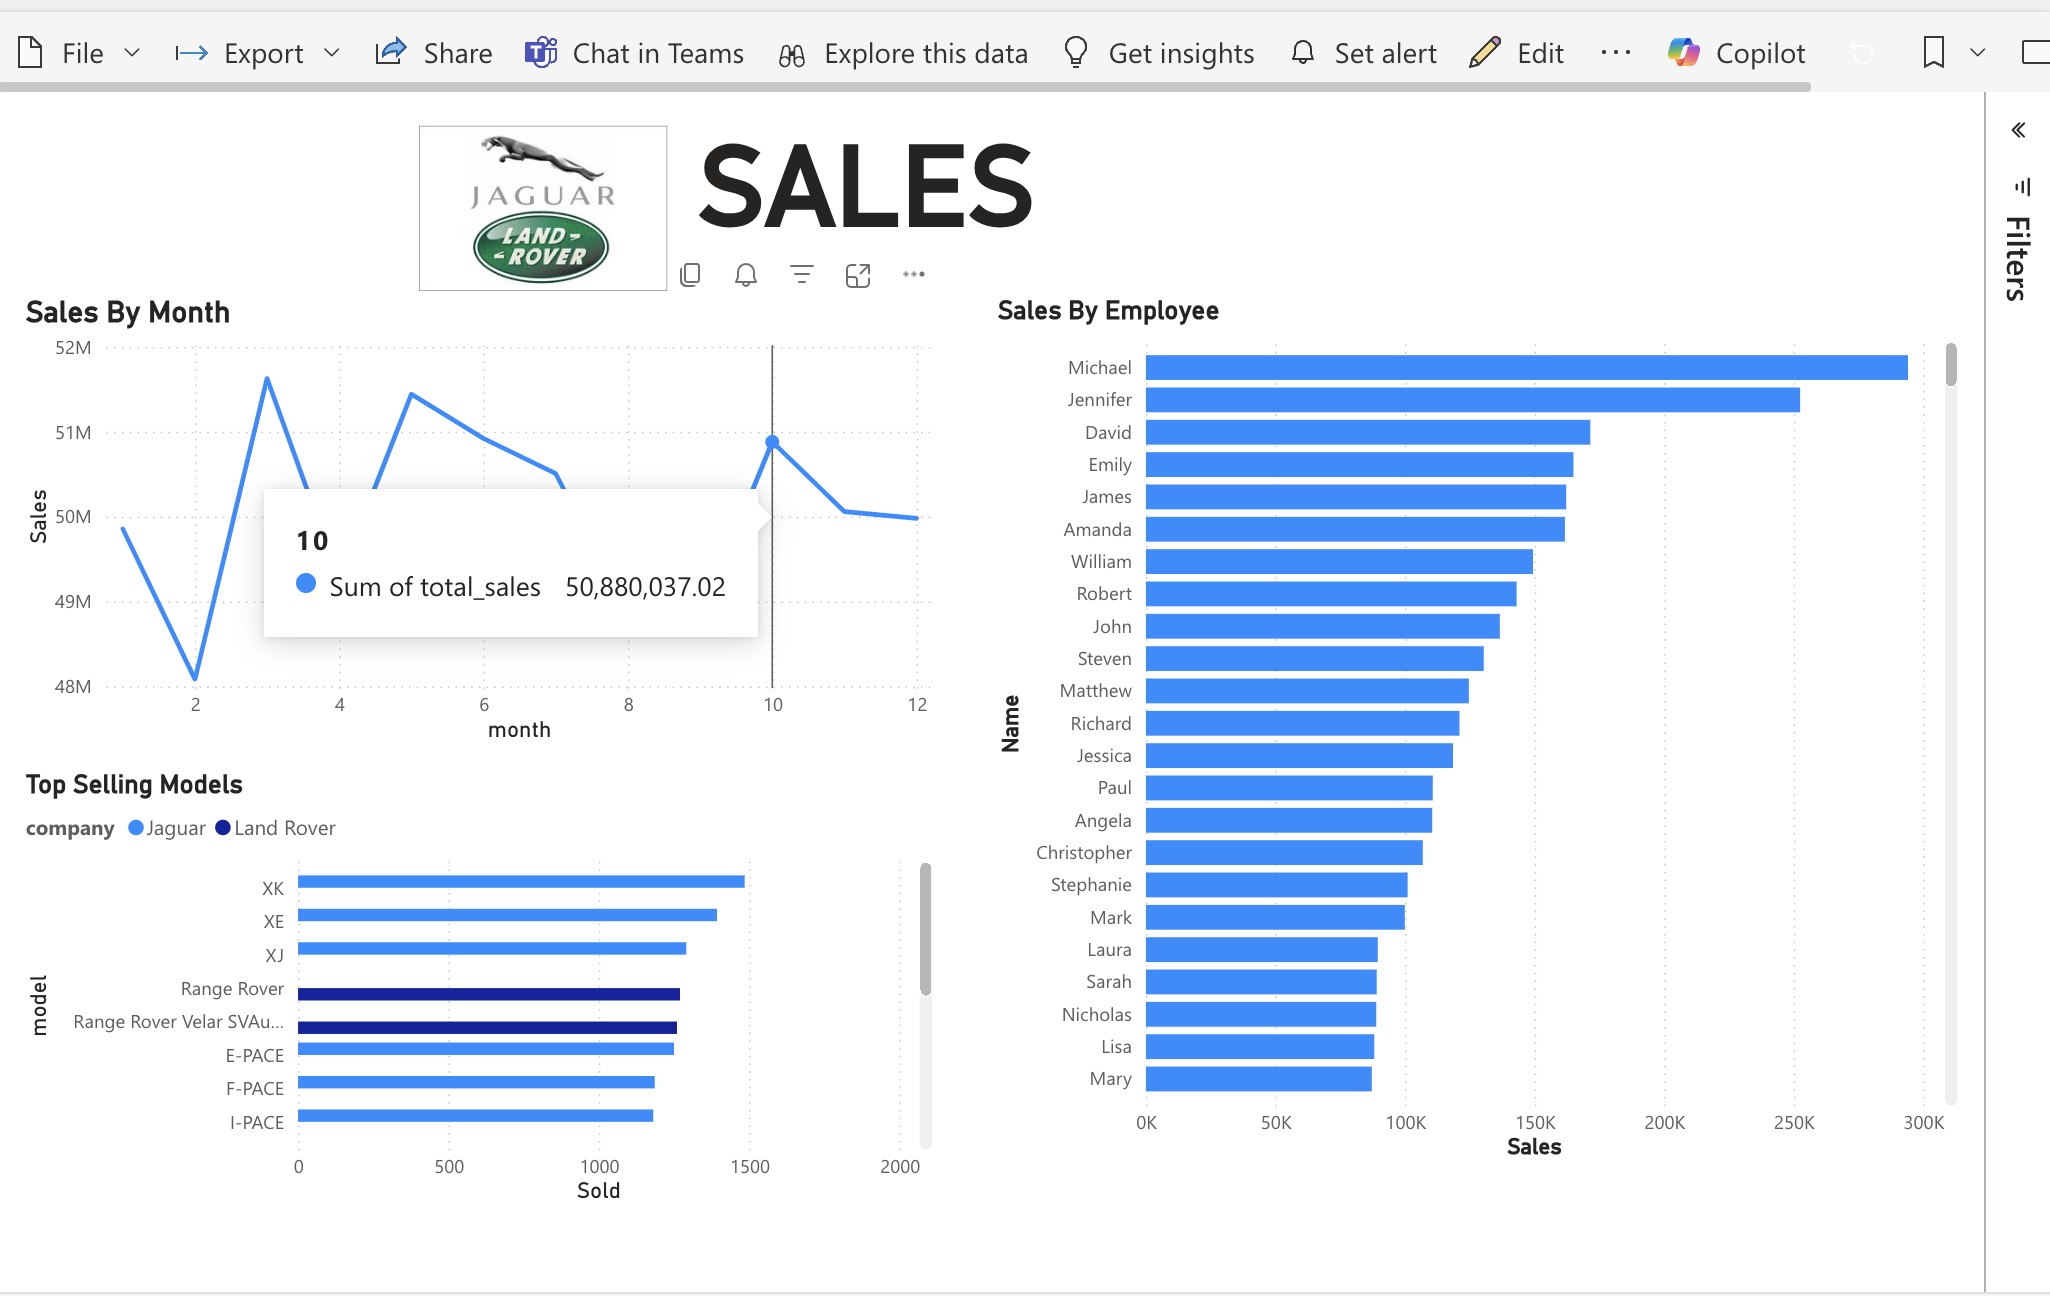 File Export Share Chat in Teams Explore this data Get insights Set alert Edit ... Copilot
JAGUAR
LAND-
-ROVER
SALES
Filters
Sales By Month
Sales
52M
51M
50M
49M
48M
10
Sum of total_sales 50,880,037.02
2 4 6 8 10 12
month
Top Selling Models
company Jaguar Land Rover
model
XK
XE
XJ
Range Rover
Range Rover Velar SVAu...
E-PACE
F-PACE
I-PACE
0 500 1000 1500 2000
Sold
Sales By Employee
Name
Michael
Jennifer
David
Emily
James
Amanda
William
Robert
John
Steven
Matthew
Richard
Jessica
Paul
Angela
Christopher
Stephanie
Mark
Laura
Sarah
Nicholas
Lisa
Mary
0K 50K 100K 150K 200K 250K 300K
Sales